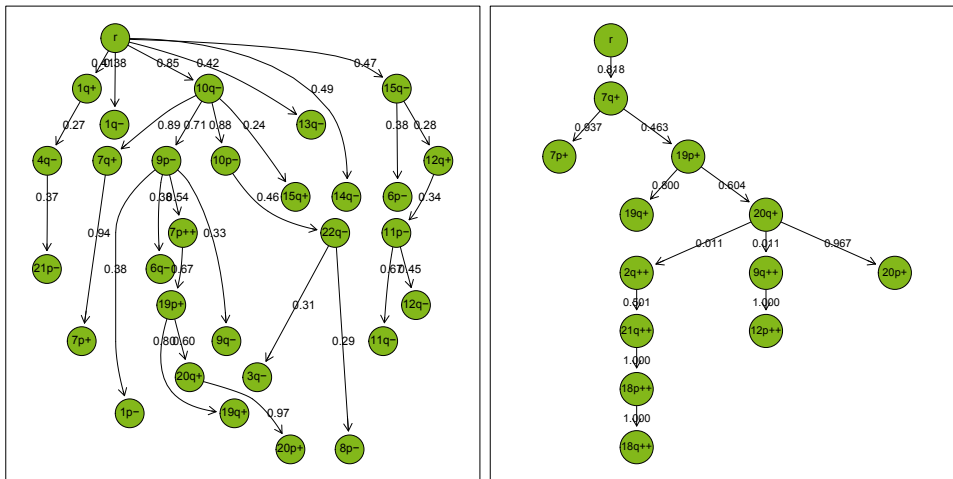 r
0.41 0.38 0.85 0.42 0.49 0.47
1q+ 10q− 15q−
1q− 13q−
0.27 0.89 0.71 0.88 0.24 0.38 0.28
4q− 7q+ 9p− 10p− 12q+
15q+ 14q− 6p−
0.37 0.94 0.38 0.38 0.54 0.33 0.46 0.34
7p++ 22q− 11p−
21p− 6q− 0.67 0.31 0.29 0.67 0.45
19p+ 12q−
7p+ 0.80 0.60 9q− 11q−
20q+ 3q−
1p− 19q+ 0.97
20p+ 8p−
r
0.818
7q+
0.937 0.463
7p+ 19p+
0.800 0.604
19q+ 20q+
0.011 0.011 0.967
2q++ 9q++ 20p+
0.501 1.000
21q++ 12p++
1.000
18p++
1.000
18q++